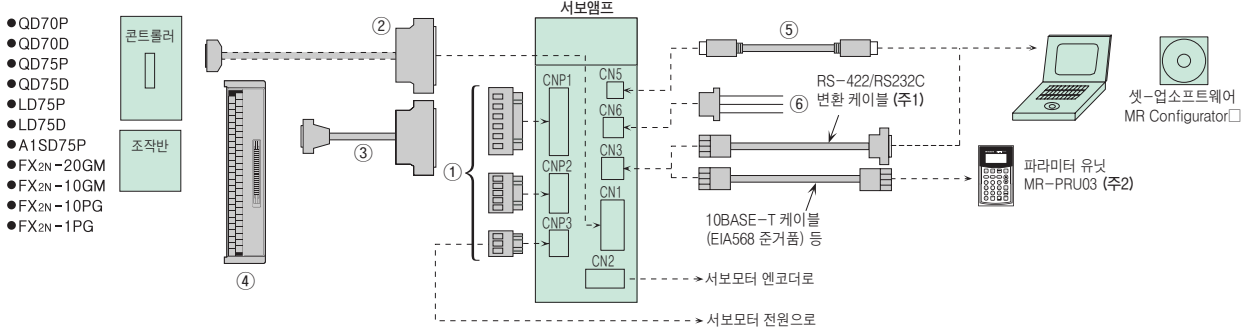 ●QD70P
●QD70D
●QD75P
●QD75D
●LD75P
●LD75D
●A1SD75P
●FX2N-20GM
●FX2N-10GM
●FX2N-10PG
●FX2N-1PG
콘트롤러
조작반
②
③
④
①
서보앰프
CNP1
CNP2
CNP3
CN5
CN6
CN3
CN1
CN2
⑤
⑥
RS-422/RS232C
변환 케이블 (주1)
10BASE-T 케이블
(EIA568 준거품) 등
서보모터 엔코더로
서보모터 전원으로
셋-업소프트웨어
MR Configurator□
파라미터 유닛
MR-PRU03 (주2)